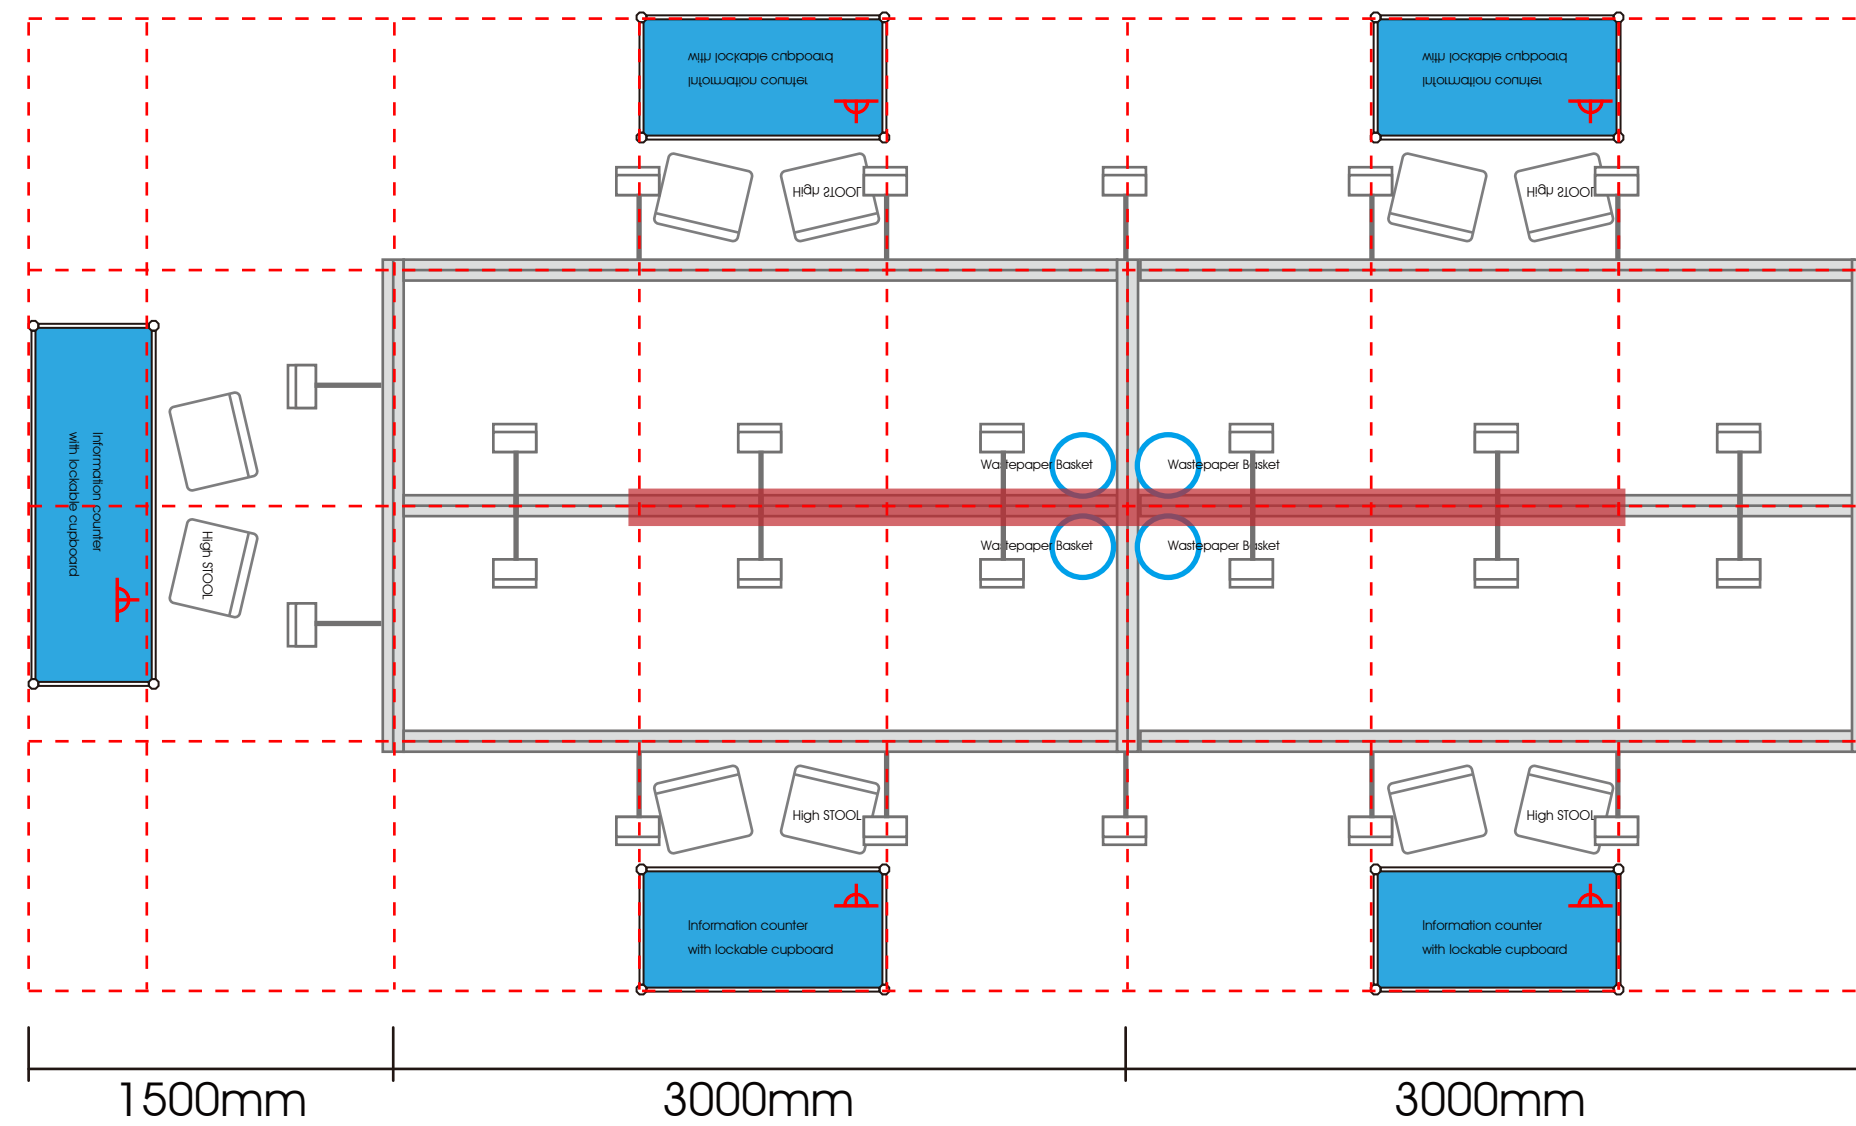 with lockable cupboard
Information counter
with lockable cupboard
Information counter
High STOOL
High STOOL
Information counter
with lockable cupboard
High STOOL
Wastepaper Basket
Wastepaper Basket
Wastepaper Basket
Wastepaper Basket
High STOOL
High STOOL
Information counter
with lockable cupboard
Information counter
with lockable cupboard
1500mm
3000mm
3000mm